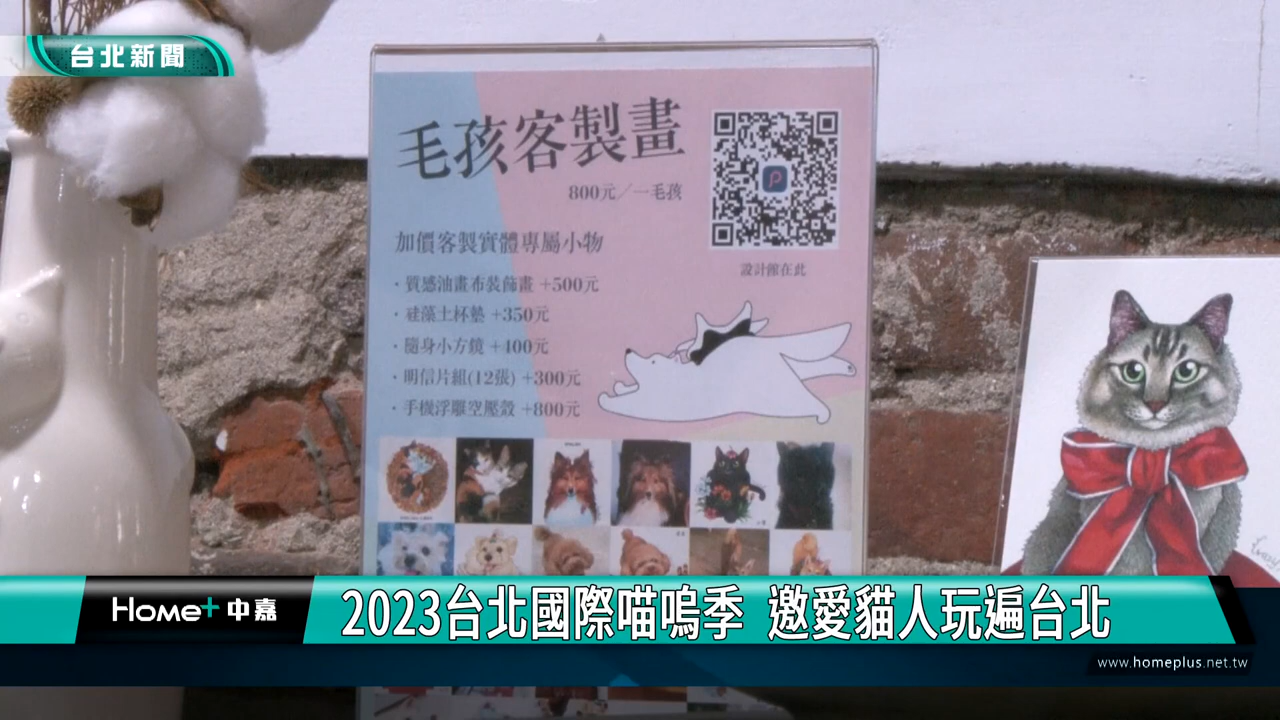 台北新聞
毛孩客製畫
800元／一毛孩
加價客製實體專屬小物
・質感油畫布裝飾畫 +500元
・硅藻土杯墊 +350元
・隨身小方鏡 +400元
・明信片組(12張) +300元
・手機浮雕空壓殼 +800元
設計館在此
Home+中嘉
2023台北國際喵嗚季 邀愛貓人玩遍台北
www.homeplus.net.tw